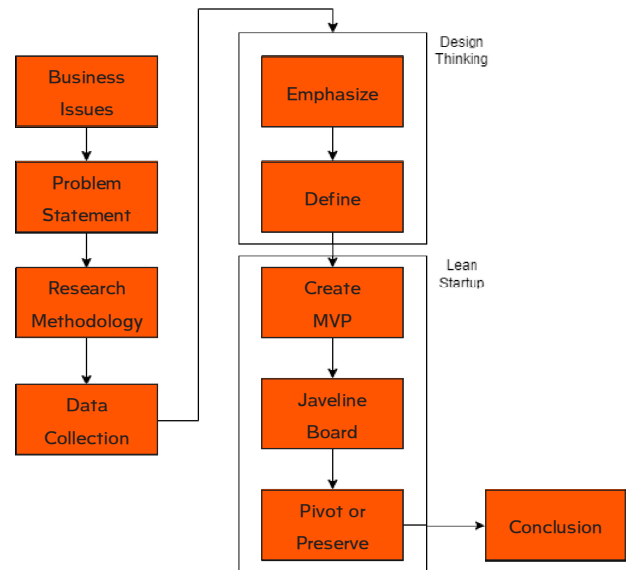 Business
Issues
Problem
Statement
Research
Methodology
Data
Collection
Design
Thinking
Emphasize
Define
Lean
Startup
Create
MVP
Javeline
Board
Pivot or
Preserve
Conclusion